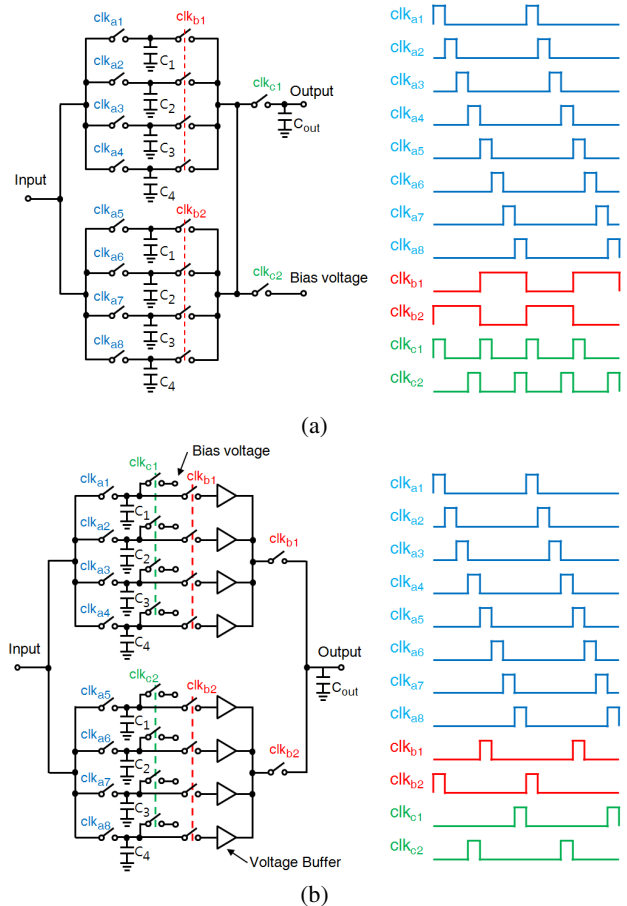 clka1
clkb1
C1
clka2
C2
clkc1
Output
Cout
clka3
C3
clka4
C4
Input
clka5
clkb2
C1
clka6
C2
clkc2
Bias voltage
clka7
C3
clka8
C4
clka1
clka2
clka3
clka4
clka5
clka6
clka7
clka8
clkb1
clkb2
clkc1
clkc2
(a)
Bias voltage
clkc1
clka1
clkb1
C1
clka2
C2
clkb1
clka3
C3
clka4
C4
Input
Output
Cout
clkc2
clka5
clkb2
C1
clka6
C2
clkb2
clka7
C3
clka8
C4
Voltage Buffer
clka1
clka2
clka3
clka4
clka5
clka6
clka7
clka8
clkb1
clkb2
clkc1
clkc2
(b)